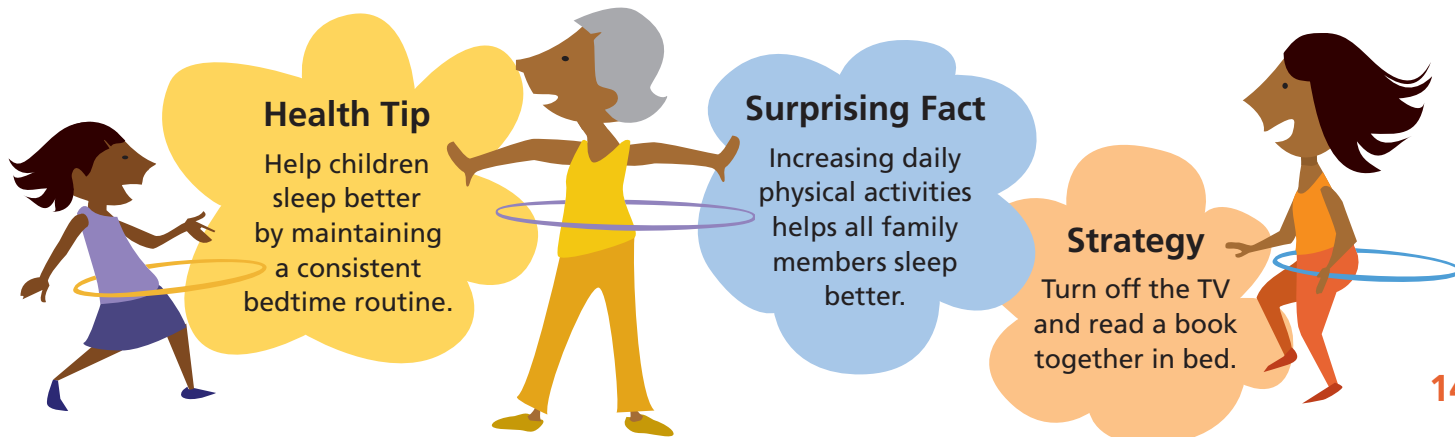 Health Tip
Help children
sleep better
by maintaining
a consistent
bedtime routine.
Surprising Fact
Increasing daily
physical activities
helps all family
members sleep
better.
Strategy
Turn off the TV
and read a book
together in bed.
14